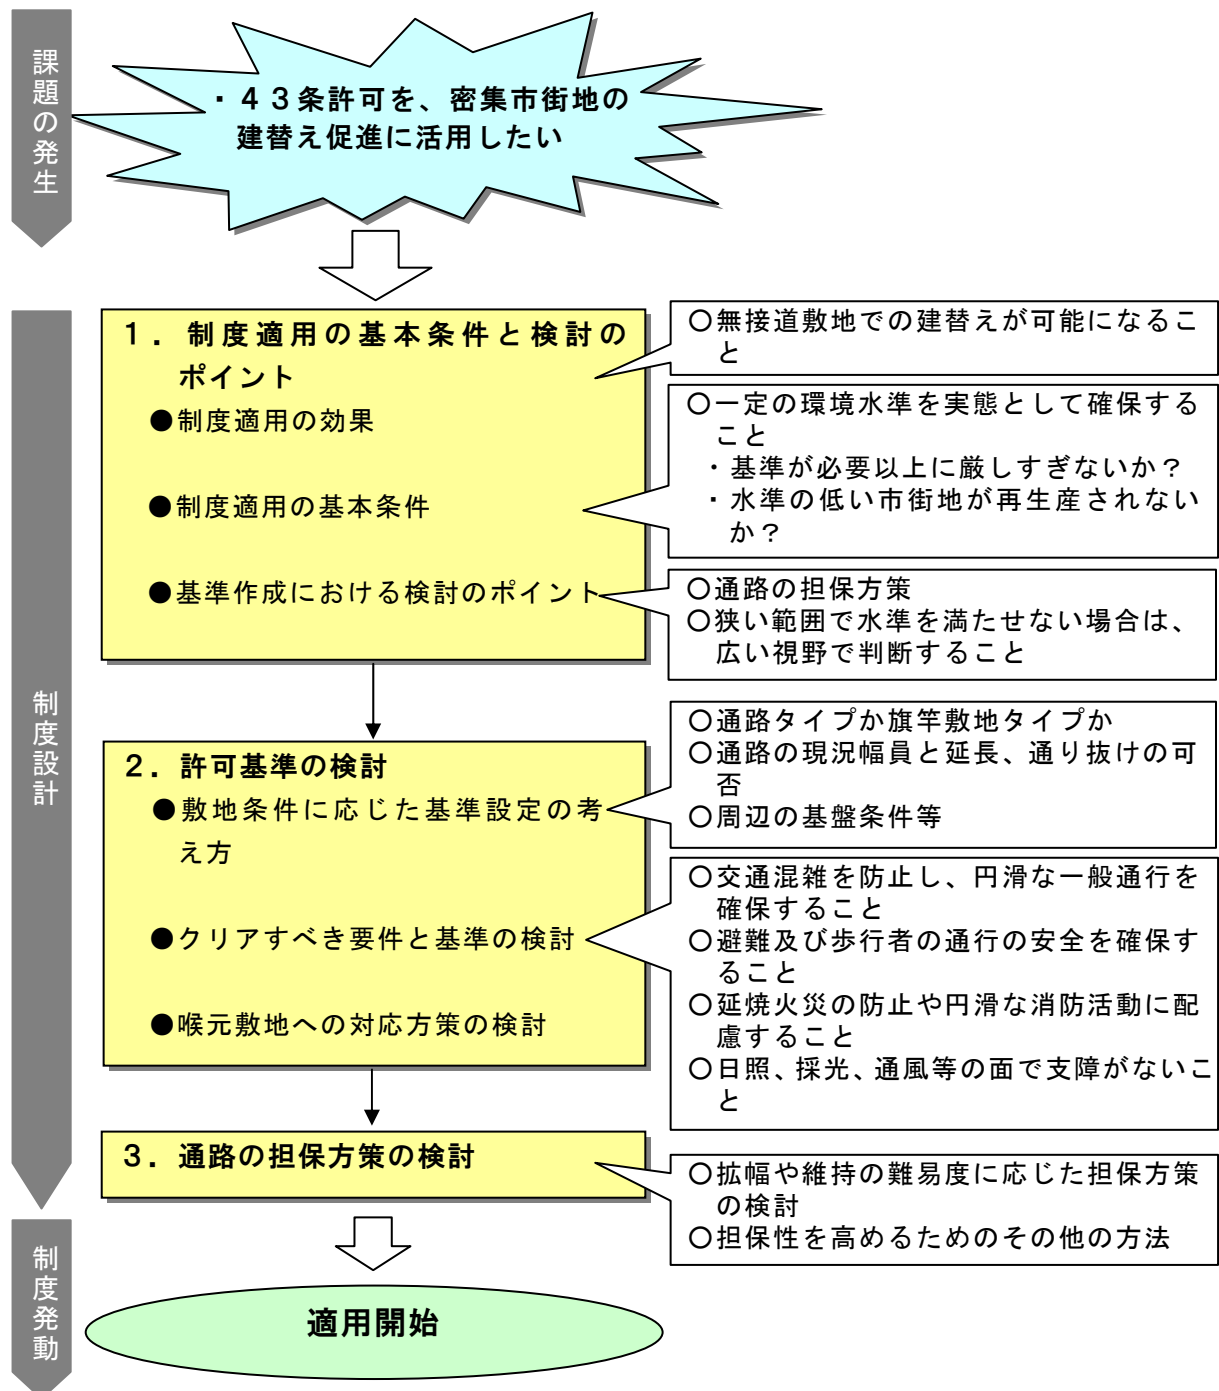 課題の発生
・４３条許可を、密集市街地の
建替え促進に活用したい
制度設計
１．制度適用の基本条件と検討の
ポイント
●制度適用の効果
●制度適用の基本条件
●基準作成における検討のポイント
〇無接道敷地での建替えが可能になるこ
と
〇一定の環境水準を実態として確保する
こと
・基準が必要以上に厳しすぎないか？
・水準の低い市街地が再生産されない
か？
〇通路の担保方策
〇狭い範囲で水準を満たせない場合は、
広い視野で判断すること
２．許可基準の検討
●敷地条件に応じた基準設定の考
え方
●クリアすべき要件と基準の検討
●喉元敷地への対応方策の検討
〇通路タイプか旗竿敷地タイプか
〇通路の現況幅員と延長、通り抜けの可
否
〇周辺の基盤条件等
〇交通混雑を防止し、円滑な一般通行を
確保すること
〇避難及び歩行者の通行の安全を確保す
ること
〇延焼火災の防止や円滑な消防活動に配
慮すること
〇日照、採光、通風等の面で支障がないこ
と
３．通路の担保方策の検討
〇拡幅や維持の難易度に応じた担保方策
の検討
〇担保性を高めるためのその他の方法
制度発動
適用開始